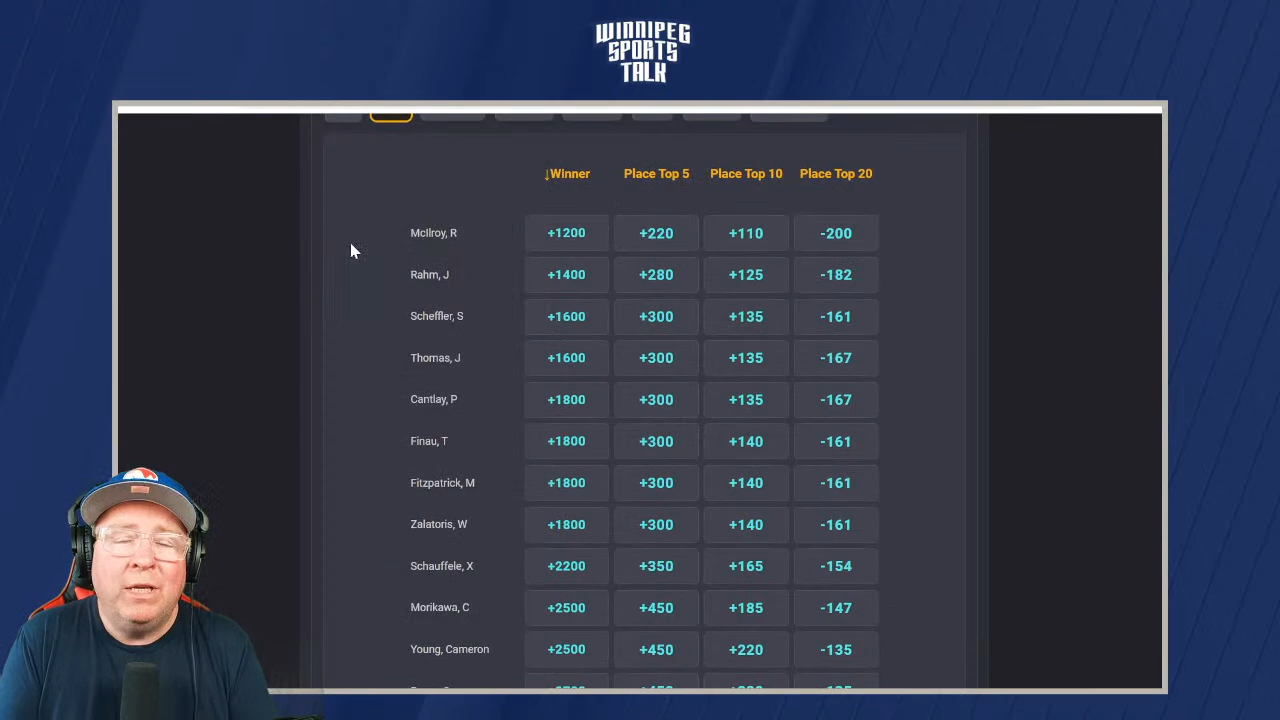 WINNIPEG
SPORTS
TALK
↓Winner Place Top 5 Place Top 10 Place Top 20
McIlroy, R +1200 +220 +110 -200
Rahm, J +1400 +280 +125 -182
Scheffler, S +1600 +300 +135 -161
Thomas, J +1600 +300 +135 -167
Cantlay, P +1800 +300 +135 -167
Finau, T +1800 +300 +140 -161
Fitzpatrick, M +1800 +300 +140 -161
Zalatoris, W +1800 +300 +140 -161
Schauffele, X +2200 +350 +165 -154
Morikawa, C +2500 +450 +185 -147
Young, Cameron +2500 +450 +220 -135